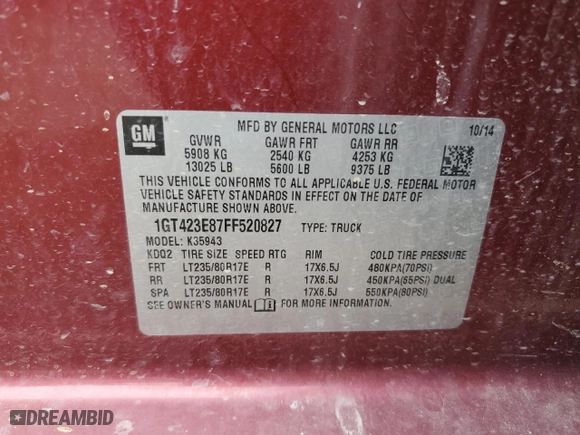 GM
MFD BY GENERAL MOTORS LLC 10/14
GVWR GAWR FRT GAWR RR
5908 KG 2540 KG 4253 KG
13025 LB 5600 LB 9375 LB
THIS VEHICLE CONFORMS TO ALL APPLICABLE U.S. FEDERAL MOTOR
VEHICLE SAFETY STANDARDS IN EFFECT ON THE DATE OF
MANUFACTURE SHOWN ABOVE.
1GT423E87FF520827 TYPE: TRUCK
MODEL: K35943
KDQ2 TIRE SIZE SPEED RTG RIM COLD TIRE PRESSURE
FRT LT235/80R17E R 17X6.5J 480KPA(70PSI)
RR LT235/80R17E R 17X6.5J 450KPA(65PSI) DUAL
SPA LT235/80R17E R 17X6.5J 550KPA(80PSI)
SEE OWNER'S MANUAL FOR MORE INFORMATION.
DREAMBID